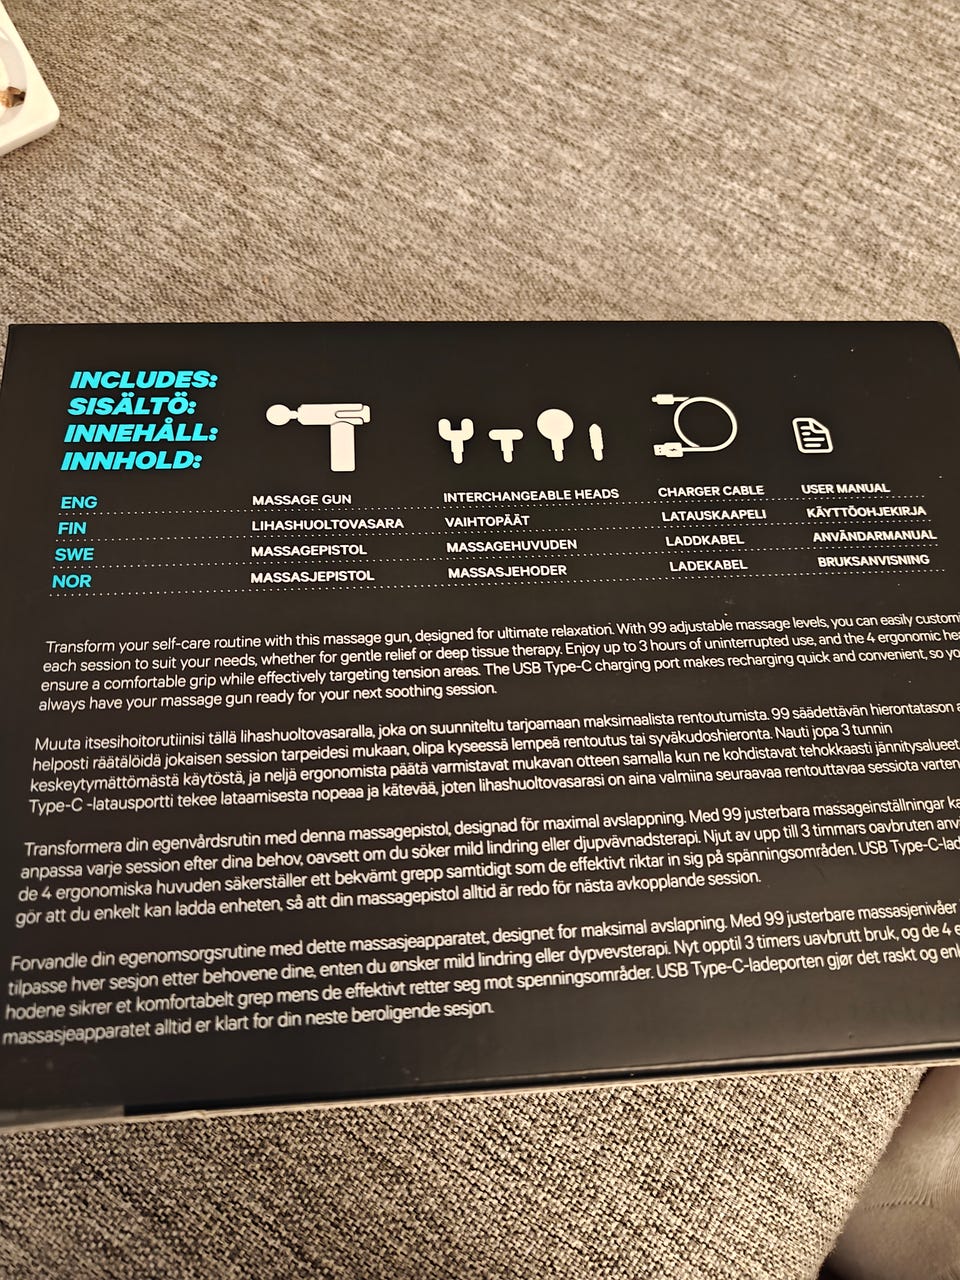 INCLUDES:
SISÄLTÖ:
INNEHÅLL:
INNHOLD:
ENG MASSAGE GUN INTERCHANGEABLE HEADS CHARGER CABLE USER MANUAL
FIN LIHASHUOLTOVASARA VAIHTOPÄÄT LATAUSKAAPELI KÄYTTÖOHJEKIRJA
SWE MASSAGEPISTOL MASSAGEHUVUDEN LADDKABEL ANVÄNDARMANUAL
NOR MASSASJEPISTOL MASSASJEHODER LADEKABEL BRUKSANVISNING
Transform your self-care routine with this massage gun, designed for ultimate relaxation. With 99 adjustable massage levels, you can easily customi
each session to suit your needs, whether for gentle relief or deep tissue therapy. Enjoy up to 3 hours of uninterrupted use, and the 4 ergonomic he
ensure a comfortable grip while effectively targeting tension areas. The USB Type-C charging port makes recharging quick and convenient, so yo
always have your massage gun ready for your next soothing session.
Muuta itsesihoitorutiinisi tällä lihashuoltovasaralla, joka on suunniteltu tarjoamaan maksimaalista rentoutumista. 99 säädettävän hierontatason a
helposti räätälöidä jokaisen session tarpeidesi mukaan, olipa kyseessä lempeä rentoutus tai syväkudoshieronta. Nauti jopa 3 tunnin
keskeytymättömästä käytöstä, ja neljä ergonomista päätä varmistavat mukavan otteen samalla kun ne kohdistavat tehokkaasti jännitysalueet
Type-C -latausportti tekee lataamisesta nopeaa ja kätevää, joten lihashuoltovasarasi on aina valmiina seuraavaa rentouttavaa sessiota varten
Transformera din egenvårdsrutin med denna massagepistol, designad för maximal avslappning. Med 99 justerbara massageinställningar ka
anpassa varje session efter dina behov, oavsett om du söker mild lindring eller djupvävnadsterapi. Njut av upp till 3 timmars oavbruten anvi
de 4 ergonomiska huvuden säkerställer ett bekvämt grepp samtidigt som de effektivt riktar in sig på spänningsområden. USB Type-C-lad
gör att du enkelt kan ladda enheten, så att din massagepistol alltid är redo för nästa avkopplande session.
Forvandle din egenomsorgsrutine med dette massasjeapparatet, designet for maksimal avslapning. Med 99 justerbare massasjenivåer
tilpasse hver sesjon etter behovene dine, enten du ønsker mild lindring eller dypvevsterapi. Nyt opptil 3 timers uavbrutt bruk, og de 4 e
hodene sikrer et komfortabelt grep mens de effektivt retter seg mot spenningsområder. USB Type-C-ladeporten gjør det raskt og enk
massasjeapparatet alltid er klart for din neste beroligende sesjon.